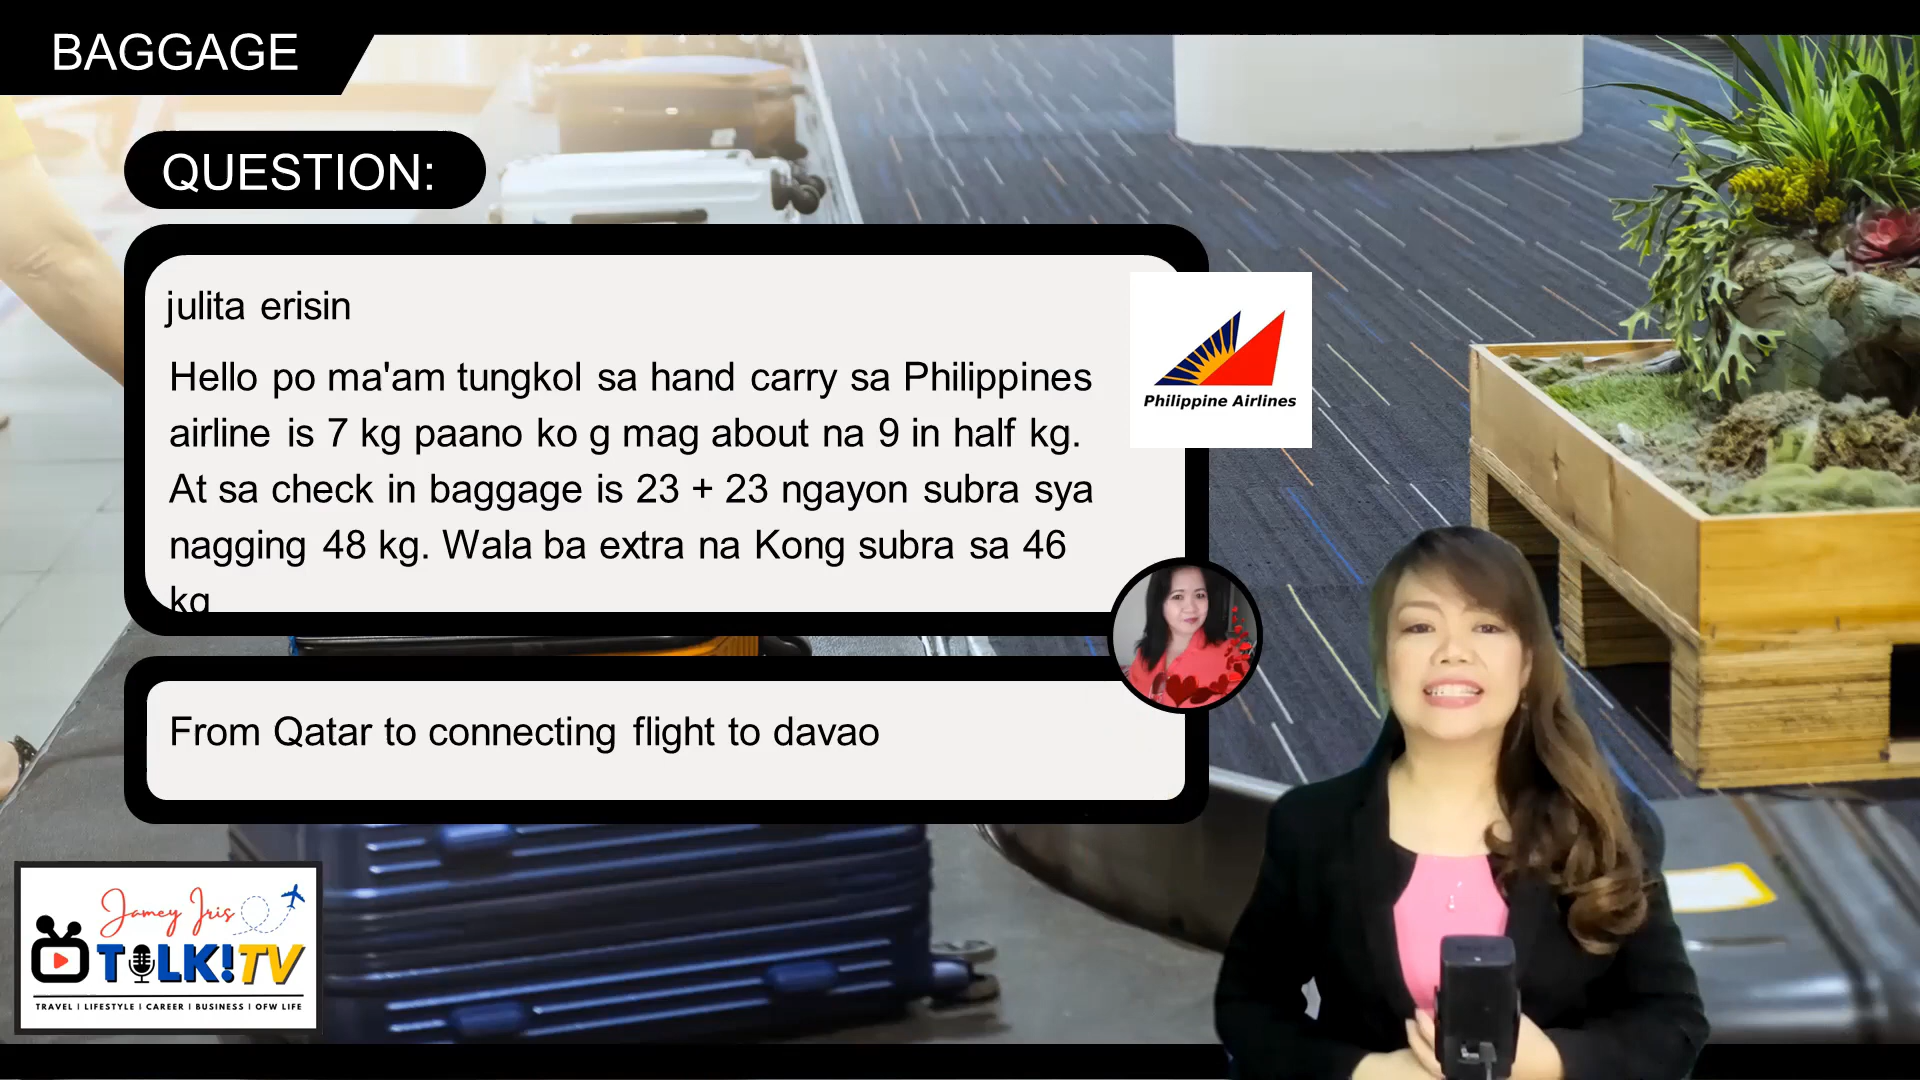 BAGGAGE
QUESTION:
julita erisin
Hello po ma'am tungkol sa hand carry sa Philippines
airline is 7 kg paano ko g mag about na 9 in half kg.
At sa check in baggage is 23 + 23 ngayon subra sya
nagging 48 kg. Wala ba extra na Kong subra sa 46
kg
Philippine Airlines
From Qatar to connecting flight to davao
Jamey Jris
TALK!TV
TRAVEL | LIFESTYLE | CAREER | BUSINESS | OFW LIFE